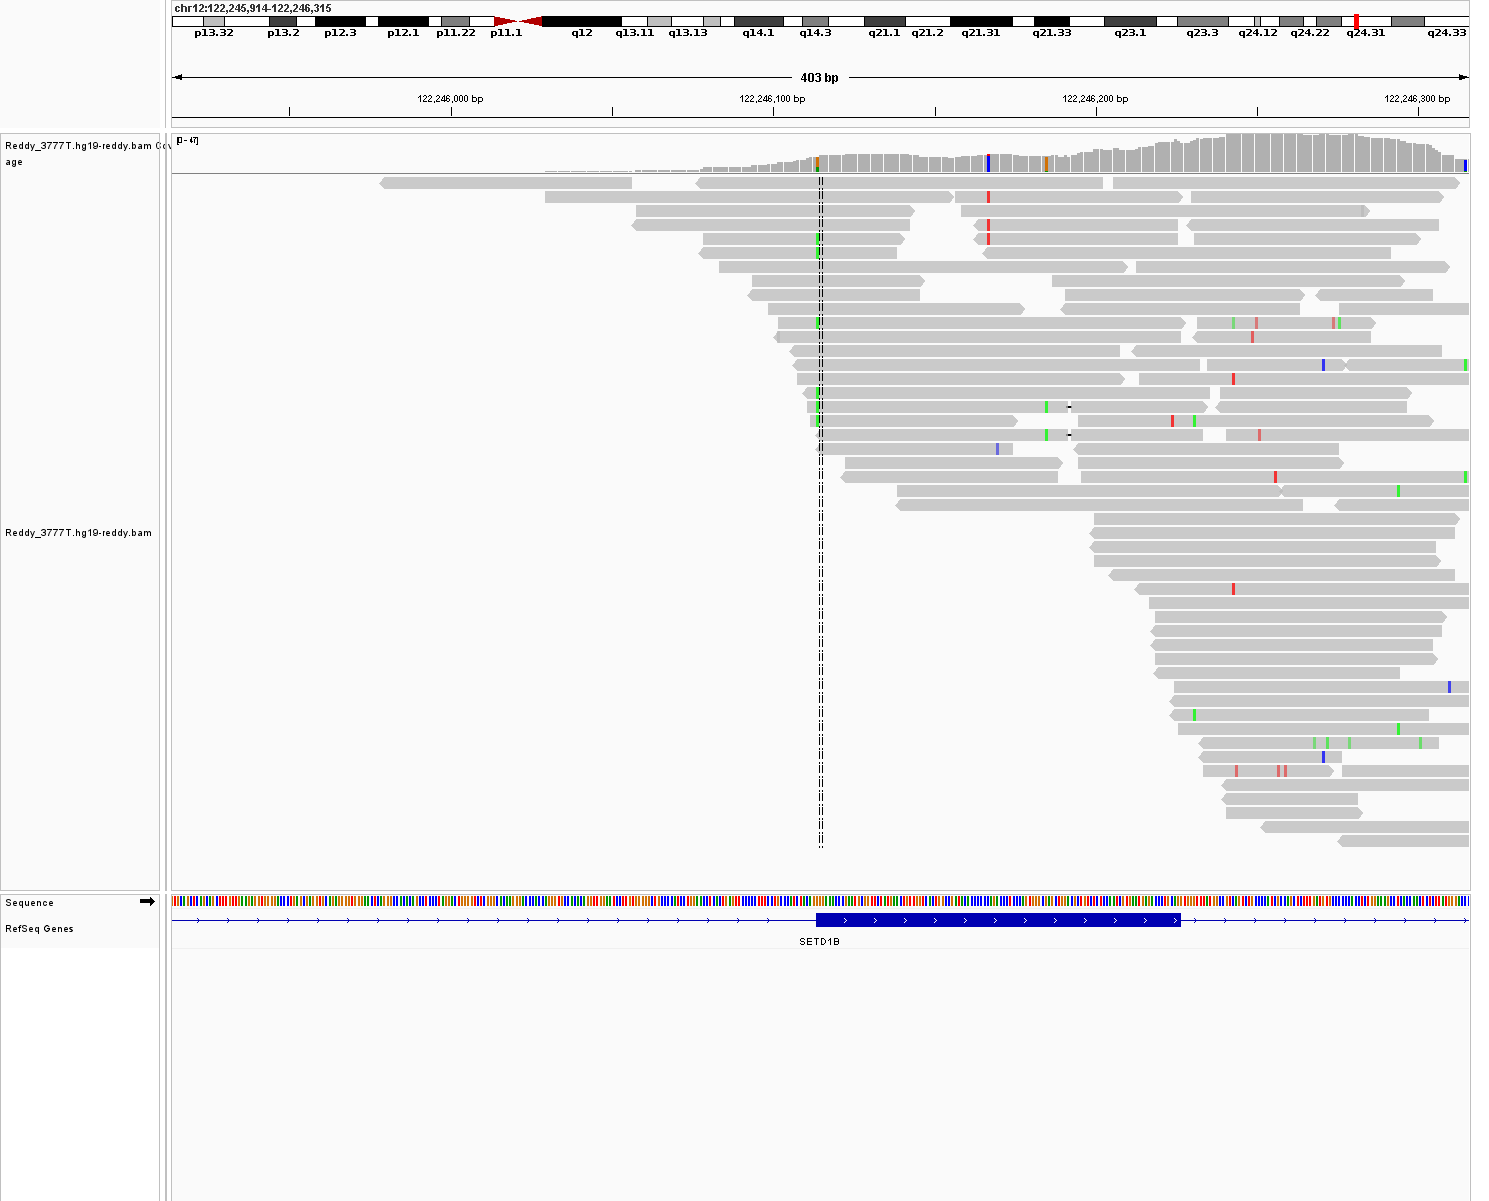 chr12:122,245,914-122,246,315
p13.32 p13.2 p12.3 p12.1 p11.22 p11.1 q12 q13.11 q13.13 q14.1 q14.3 q21.1 q21.2 q21.31 q21.33 q23.1 q23.3 q24.12 q24.22 q24.31 q24.33
403 bp
122,246,000 bp 122,246,100 bp 122,246,200 bp 122,246,300 bp
Reddy_3777T.hg19-reddy.bam Cov
age
[0 - 47]
Reddy_3777T.hg19-reddy.bam
Sequence
RefSeq Genes
SETD1B